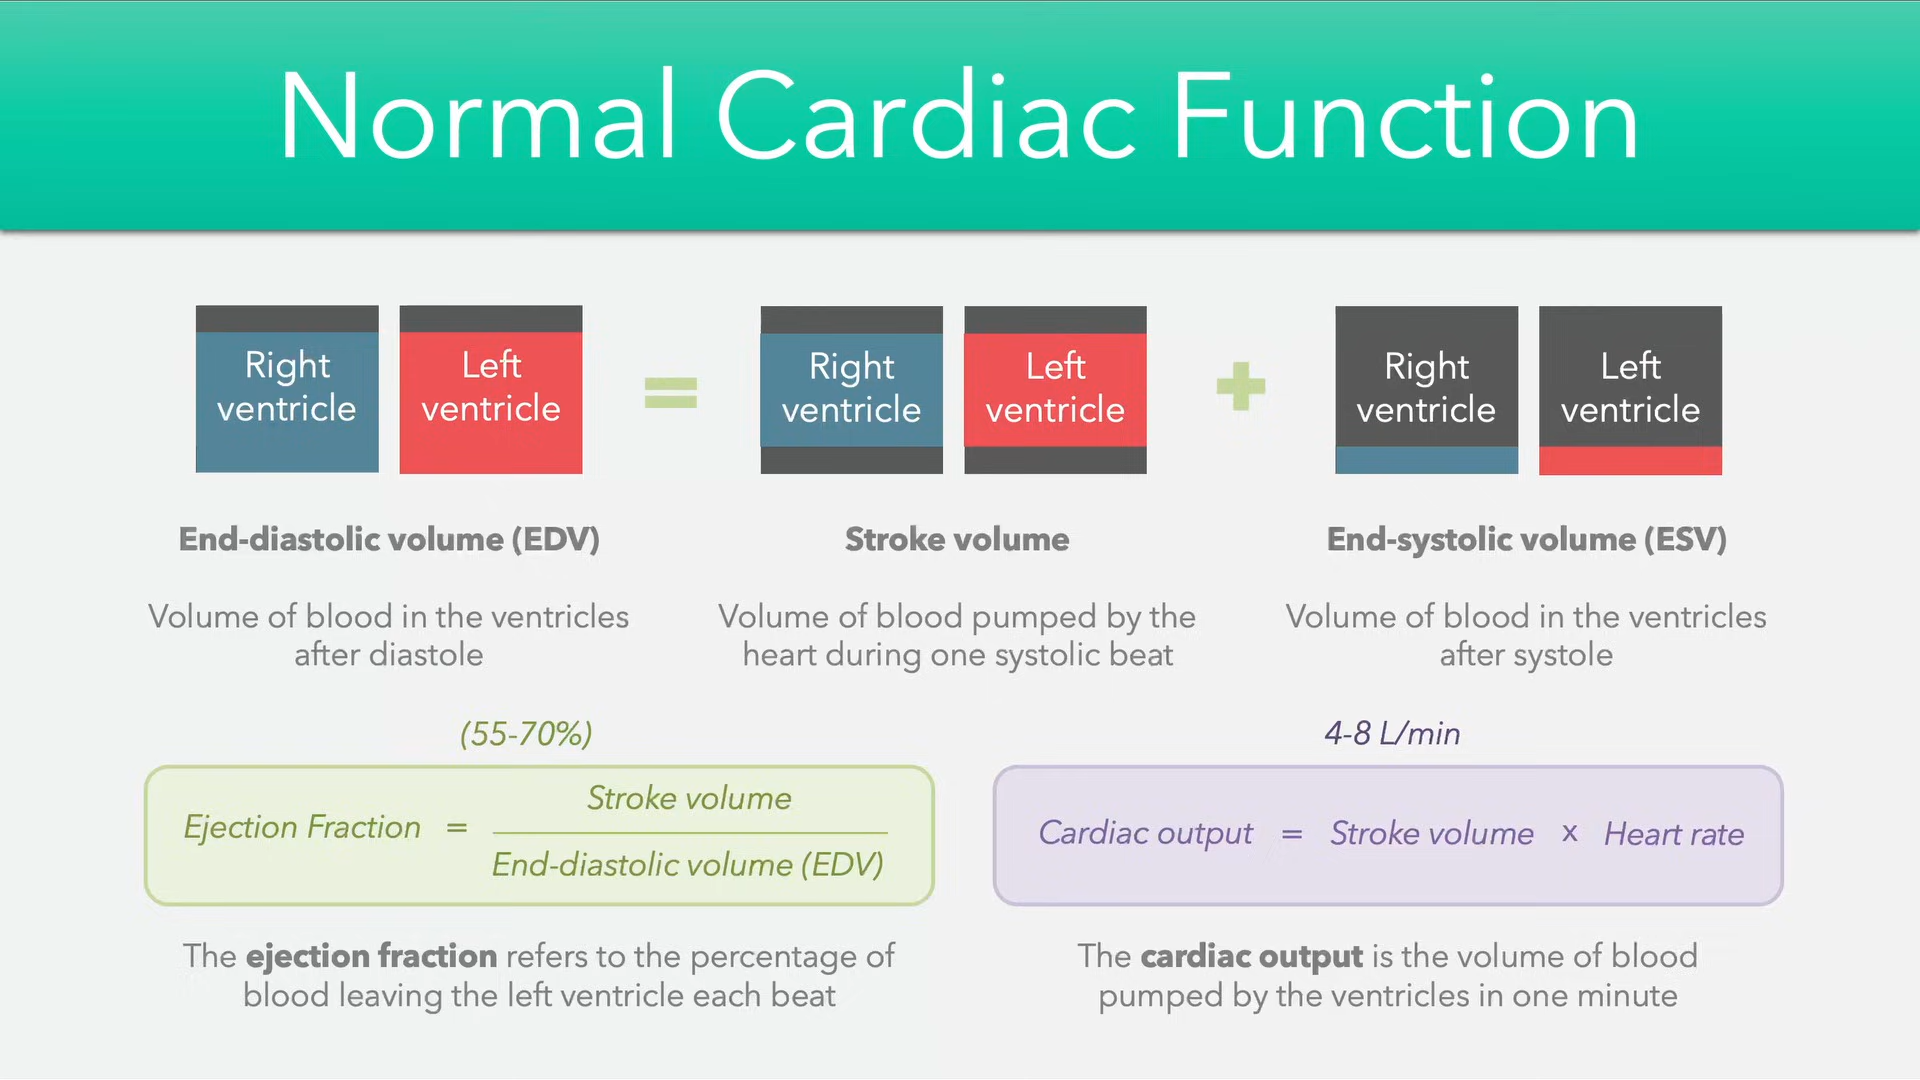 Normal Cardiac Function
Right ventricle
Left ventricle
=
Right ventricle
Left ventricle
+
Right ventricle
Left ventricle
End-diastolic volume (EDV)
Volume of blood in the ventricles
after diastole
Stroke volume
Volume of blood pumped by the
heart during one systolic beat
End-systolic volume (ESV)
Volume of blood in the ventricles
after systole
(55-70%)
Ejection Fraction =
Stroke volume
End-diastolic volume (EDV)
The ejection fraction refers to the percentage of
blood leaving the left ventricle each beat
4-8 L/min
Cardiac output = Stroke volume x Heart rate
The cardiac output is the volume of blood
pumped by the ventricles in one minute